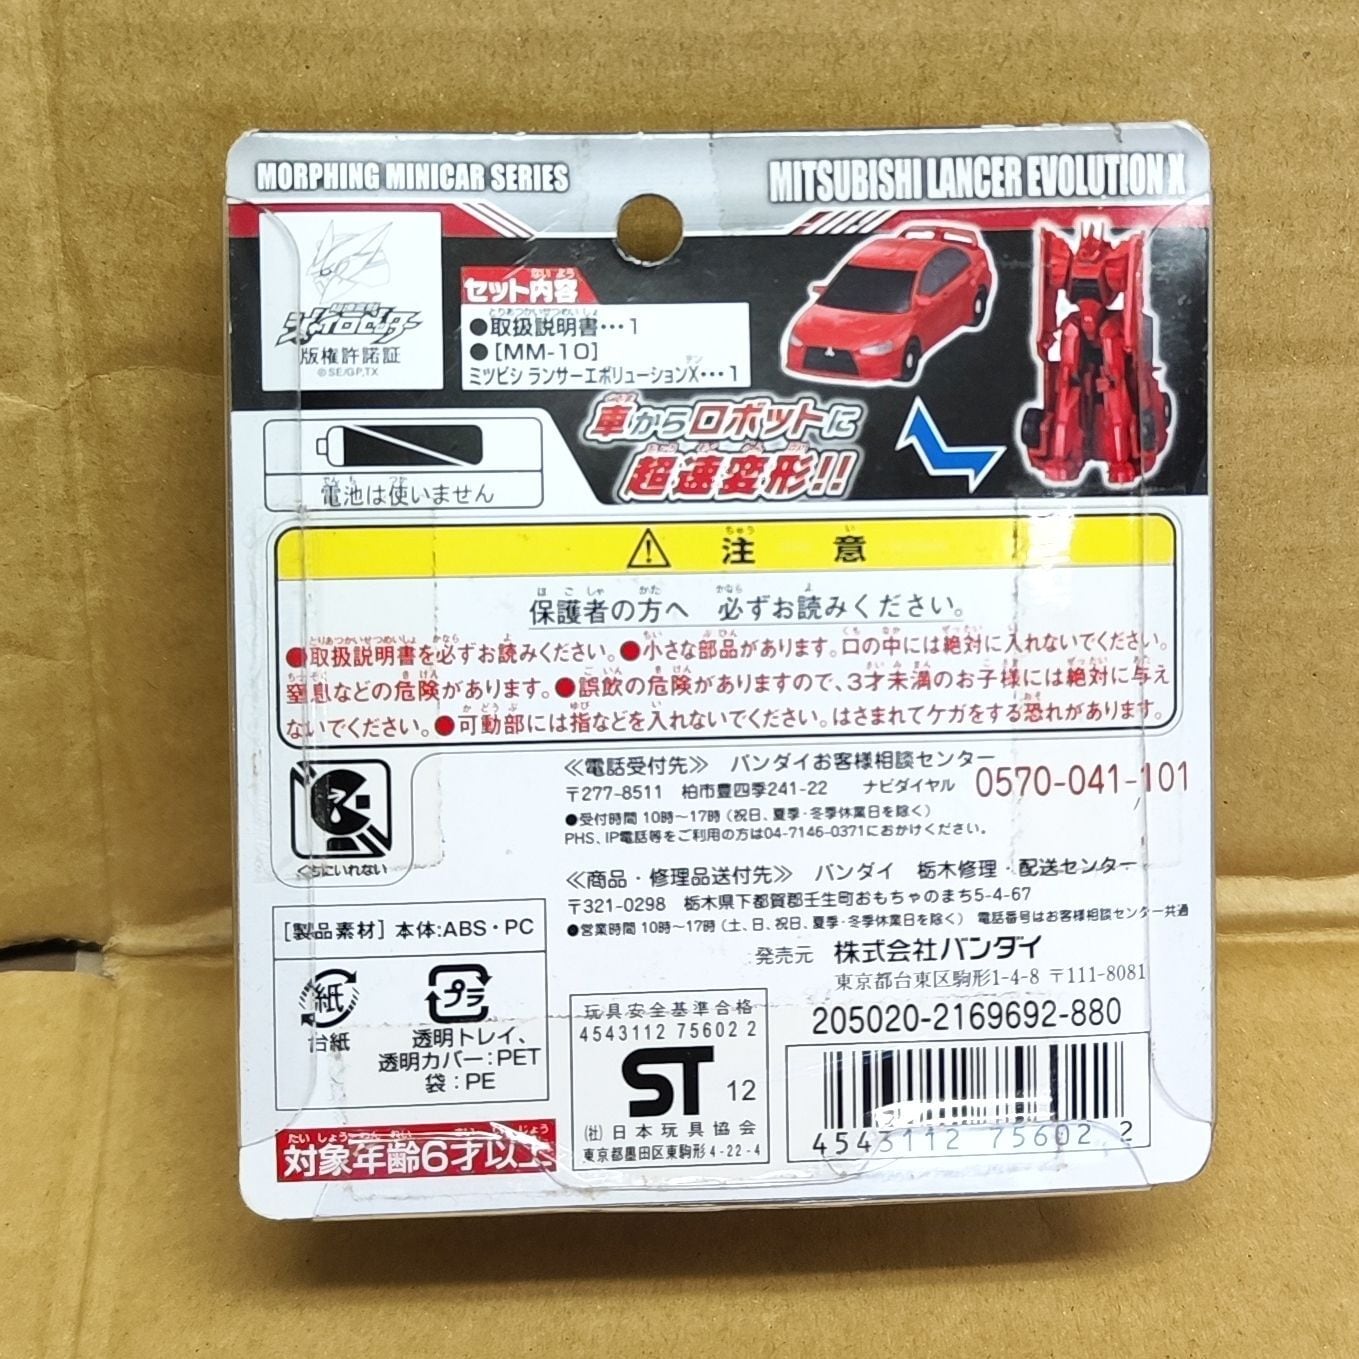 MORPHING MINICAR SERIES
MITSUBISHI LANCER EVOLUTION X
版権許諾証
©SE/GP,TX
セット内容
●取扱説明書・・・1
●[MM-10]
ミツビシ ランサーエボリューションX・・・1
車からロボットに
超速変形!!
電池は使いません
注意
保護者の方へ 必ずお読みください。
●取扱説明書を必ずお読みください。●小さな部品があります。口の中には絶対に入れないでください。
窒息などの危険があります。●誤飲の危険がありますので、3才未満のお子様には絶対に与え
ないでください。●可動部には指などを入れないでください。はさまれてケガをする恐れがあります。
くちにいれない
≪電話受付先≫ バンダイお客様相談センター
〒277-8511 柏市豊四季241-22 ナビダイヤル 0570-041-101
●受付時間 10時〜17時（祝日、夏季・冬季休業日を除く）
PHS、IP電話等をご利用の方は04-7146-0371におかけください。
≪商品・修理品送付先≫ バンダイ 栃木修理・配送センター
〒321-0298 栃木県下都賀郡壬生町おもちゃのまち5-4-67
●営業時間 10時〜17時（土、日、祝日、夏季・冬季休業日を除く） 電話番号はお客様相談センター共通
発売元 株式会社バンダイ
東京都台東区駒形1-4-8 〒111-8081
[製品素材] 本体:ABS・PC
紙
台紙
プラ
透明トレイ、
透明カバー:PET
袋:PE
対象年齢6才以上
玩具安全基準合格
4543112 75602 2
ST 12
(社)日本玩具協会
東京都墨田区東駒形4-22-4
205020-2169692-880
4543112 75602 2